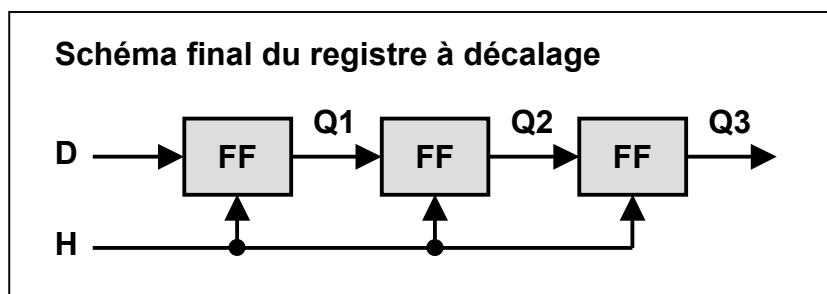 Schéma final du registre à décalage
Q1 Q2 Q3
D FF FF FF
H